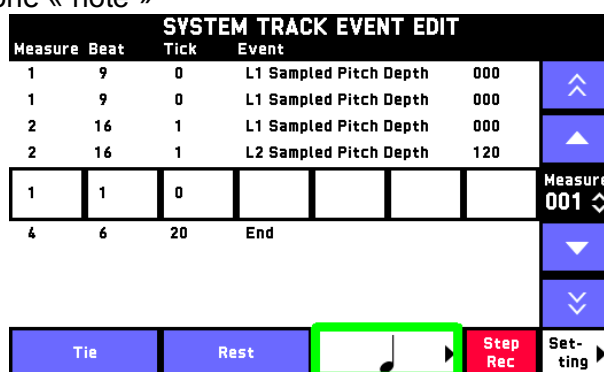 one « note »
SYSTEM TRACK EVENT EDIT
Measure Beat Tick Event
1 9 0 L1 Sampled Pitch Depth 000
1 9 0 L1 Sampled Pitch Depth 000
2 16 1 L1 Sampled Pitch Depth 000
2 16 1 L2 Sampled Pitch Depth 120
Measure
1 1 0 001
4 6 20 End
Tie Rest Step Rec Set-ting